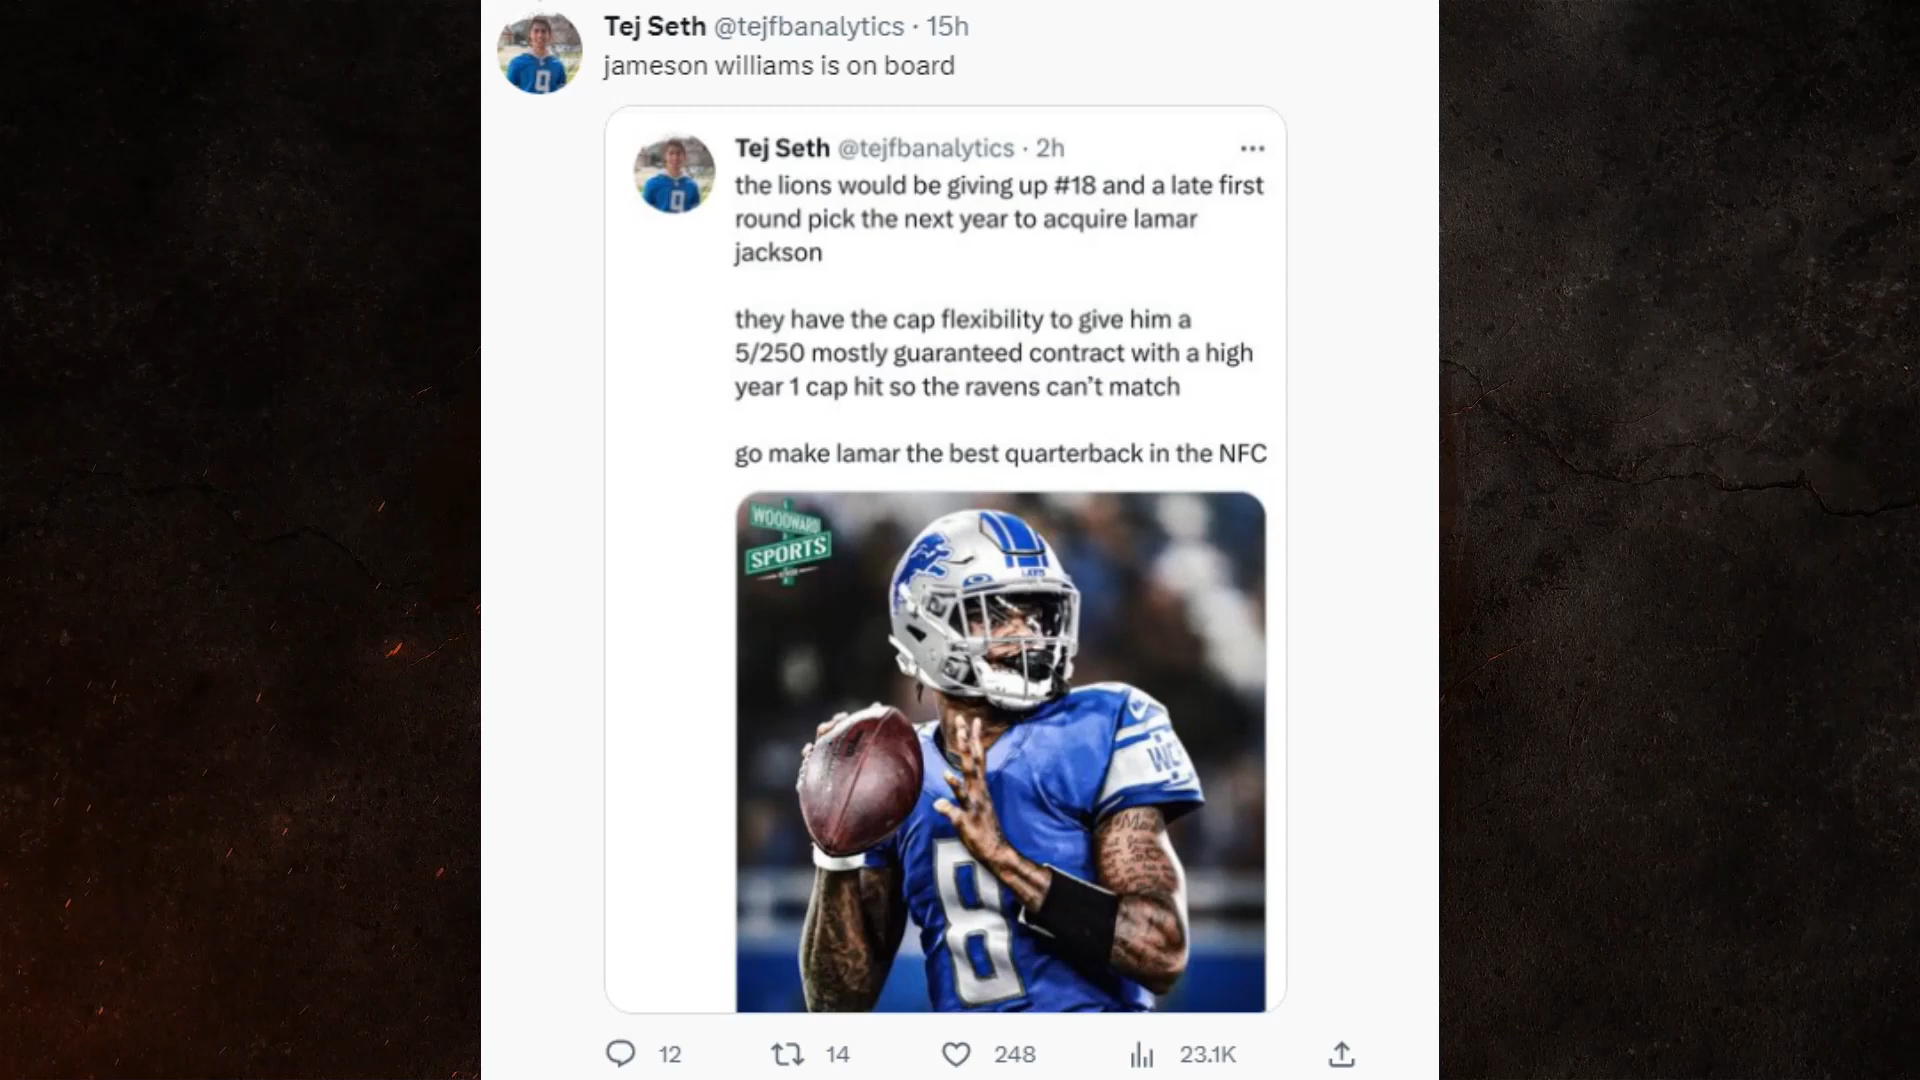 Tej Seth @tejfbanalytics · 15h
jameson williams is on board
Tej Seth @tejfbanalytics · 2h
the lions would be giving up #18 and a late first
round pick the next year to acquire lamar
jackson
they have the cap flexibility to give him a
5/250 mostly guaranteed contract with a high
year 1 cap hit so the ravens can't match
go make lamar the best quarterback in the NFC
WOODWARD
SPORTS
LIONS
WCF
8
12 14 248 23.1K